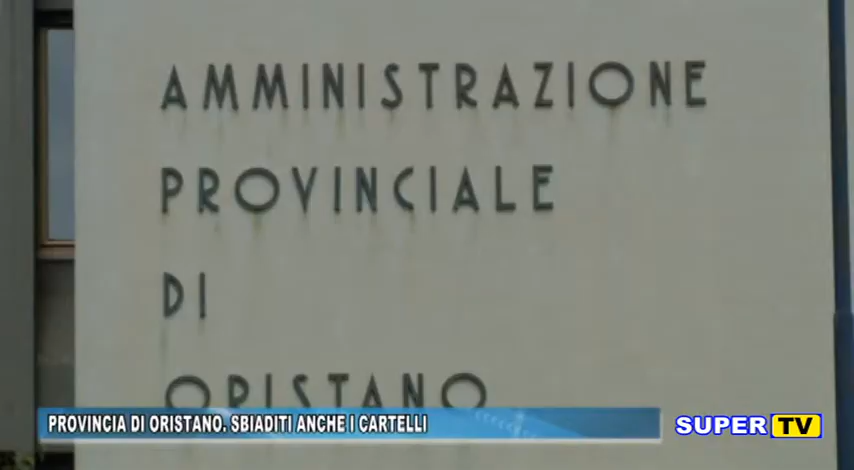 AMMINISTRAZIONE
PROVINCIALE
DI
ORISTANO
PROVINCIA DI ORISTANO. SBIADITI ANCHE I CARTELLI
SUPER TV